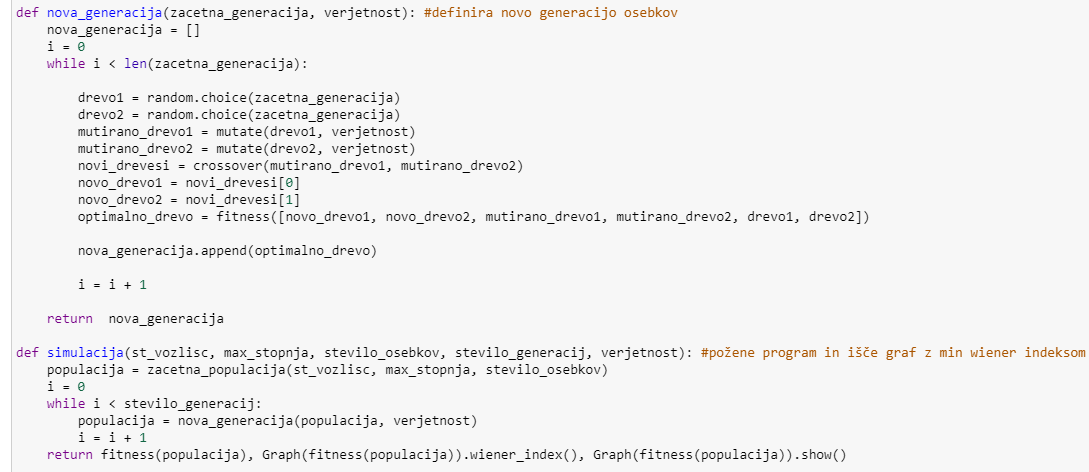 def nova_generacija(zacetna_generacija, verjetnost): #definira novo generacijo osebkov
    nova_generacija = []
    i = 0
    while i < len(zacetna_generacija):
        drevo1 = random.choice(zacetna_generacija)
        drevo2 = random.choice(zacetna_generacija)
        mutirano_drevo1 = mutate(drevo1, verjetnost)
        mutirano_drevo2 = mutate(drevo2, verjetnost)
        novi_drevesi = crossover(mutirano_drevo1, mutirano_drevo2)
        novo_drevo1 = novi_drevesi[0]
        novo_drevo2 = novi_drevesi[1]
        optimalno_drevo = fitness([novo_drevo1, novo_drevo2, mutirano_drevo1, mutirano_drevo2, drevo1, drevo2])
        nova_generacija.append(optimalno_drevo)
        i = i + 1
    return  nova_generacija
def simulacija(st_vozlisc, max_stopnja, stevilo_osebkov, stevilo_generacij, verjetnost): #požene program in išče graf z min wiener indeksom
    populacija = zacetna_populacija(st_vozlisc, max_stopnja, stevilo_osebkov)
    i = 0
    while i < stevilo_generacij:
        populacija = nova_generacija(populacija, verjetnost)
        i = i + 1
    return fitness(populacija), Graph(fitness(populacija)).wiener_index(), Graph(fitness(populacija)).show()